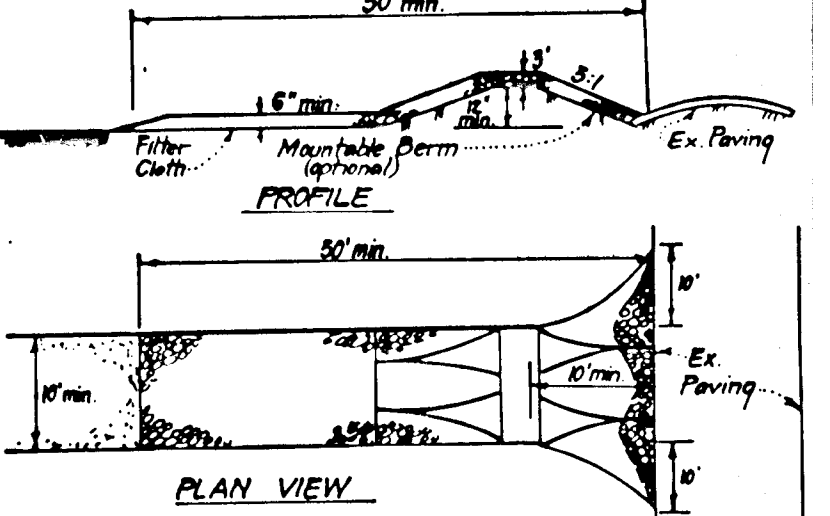 50' min.
3'
3:1
6" min.
12"
min.
Filter
Cloth
Mountable Berm
(optional)
Ex. Paving
PROFILE
50' min.
10'
10' min.
10' min.
Ex.
Paving
10'
PLAN VIEW